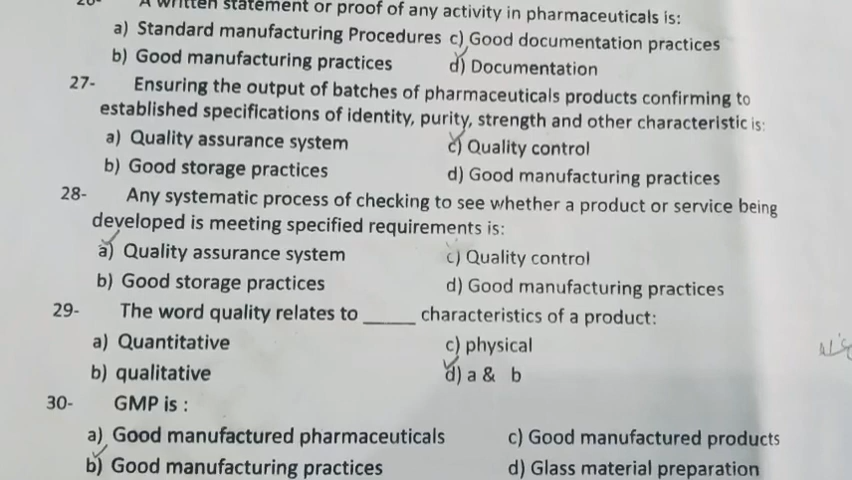 A written statement or proof of any activity in pharmaceuticals is:
a) Standard manufacturing Procedures c) Good documentation practices
b) Good manufacturing practices d) Documentation
27- Ensuring the output of batches of pharmaceuticals products confirming to
established specifications of identity, purity, strength and other characteristic is:
a) Quality assurance system c) Quality control
b) Good storage practices d) Good manufacturing practices
28- Any systematic process of checking to see whether a product or service being
developed is meeting specified requirements is:
a) Quality assurance system c) Quality control
b) Good storage practices d) Good manufacturing practices
29- The word quality relates to _____ characteristics of a product:
a) Quantitative c) physical
b) qualitative d) a & b
30- GMP is :
a) Good manufactured pharmaceuticals c) Good manufactured products
b) Good manufacturing practices d) Glass material preparation